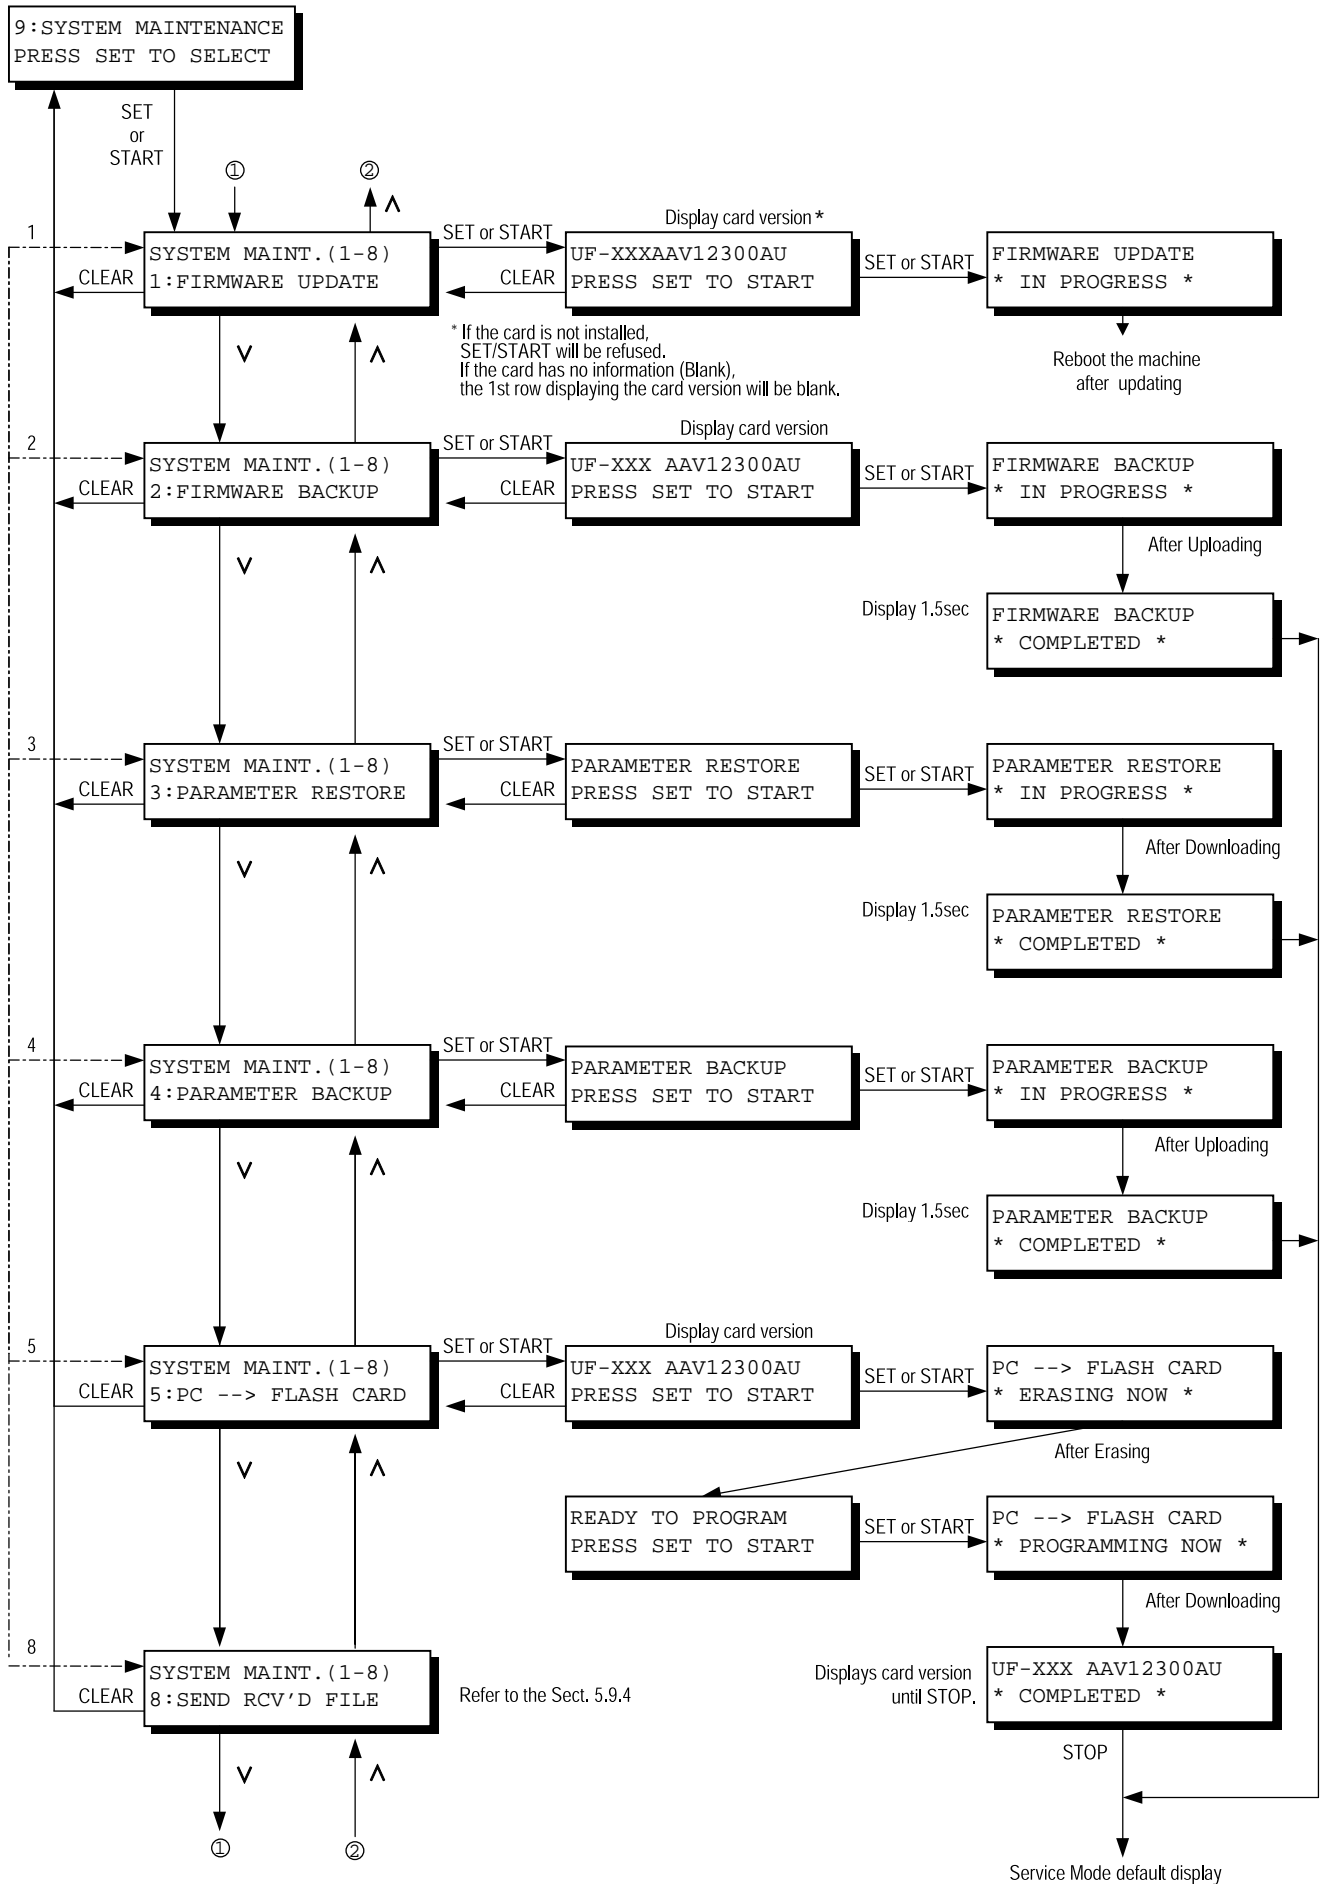 9:SYSTEM MAINTENANCE
PRESS SET TO SELECT
SET
or
START
①
②
∧
1
SYSTEM MAINT.(1-8)
1:FIRMWARE UPDATE
CLEAR
SET or START
CLEAR
Display card version *
UF-XXXAAV12300AU
PRESS SET TO START
SET or START
FIRMWARE UPDATE
* IN PROGRESS *
Reboot the machine
after updating
* If the card is not installed,
SET/START will be refused.
If the card has no information (Blank),
the 1st row displaying the card version will be blank.
∨
∧
2
SYSTEM MAINT.(1-8)
2:FIRMWARE BACKUP
CLEAR
SET or START
CLEAR
Display card version
UF-XXX AAV12300AU
PRESS SET TO START
SET or START
FIRMWARE BACKUP
* IN PROGRESS *
After Uploading
Display 1.5sec
FIRMWARE BACKUP
* COMPLETED *
∨
∧
3
SYSTEM MAINT.(1-8)
3:PARAMETER RESTORE
CLEAR
SET or START
CLEAR
PARAMETER RESTORE
PRESS SET TO START
SET or START
PARAMETER RESTORE
* IN PROGRESS *
After Downloading
Display 1.5sec
PARAMETER RESTORE
* COMPLETED *
∨
∧
4
SYSTEM MAINT.(1-8)
4:PARAMETER BACKUP
CLEAR
SET or START
CLEAR
PARAMETER BACKUP
PRESS SET TO START
SET or START
PARAMETER BACKUP
* IN PROGRESS *
After Uploading
Display 1.5sec
PARAMETER BACKUP
* COMPLETED *
∨
∧
5
SYSTEM MAINT.(1-8)
5:PC --> FLASH CARD
CLEAR
SET or START
CLEAR
Display card version
UF-XXX AAV12300AU
PRESS SET TO START
SET or START
PC --> FLASH CARD
* ERASING NOW *
After Erasing
READY TO PROGRAM
PRESS SET TO START
SET or START
PC --> FLASH CARD
* PROGRAMMING NOW *
After Downloading
∨
∧
8
SYSTEM MAINT.(1-8)
8:SEND RCV'D FILE
CLEAR
Refer to the Sect. 5.9.4
Displays card version
until STOP.
UF-XXX AAV12300AU
* COMPLETED *
STOP
∨
∧
①
②
Service Mode default display